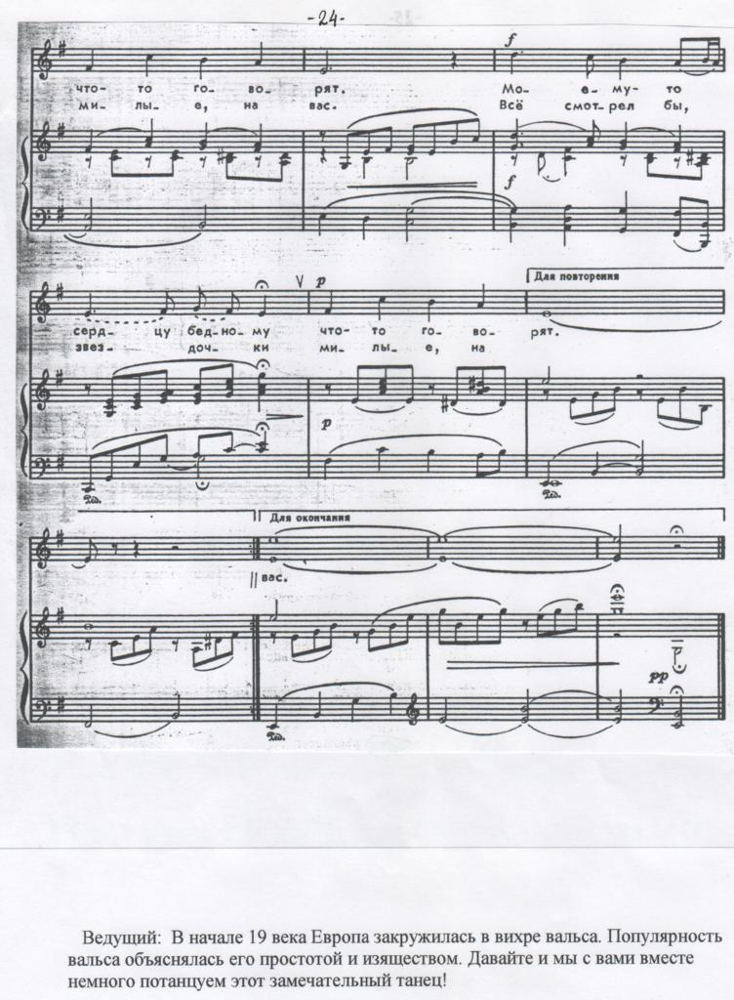 -24-
f
что- то го- во- рят. Мо- е- му- то
ми- лы- е, на вас. Всё смот- рел бы,
f
p
Для повторения
серд- цу бед- но- му что- то го- во- рят.
звез- доч- ки ми- лы- е, на
p
Ped. Ped.
Для окончания
вас.
pp
Ped.
Ведущий: В начале 19 века Европа закружилась в вихре вальса. Популярность
вальса объяснялась его простотой и изяществом. Давайте и мы с вами вместе
немного потанцуем этот замечательный танец!